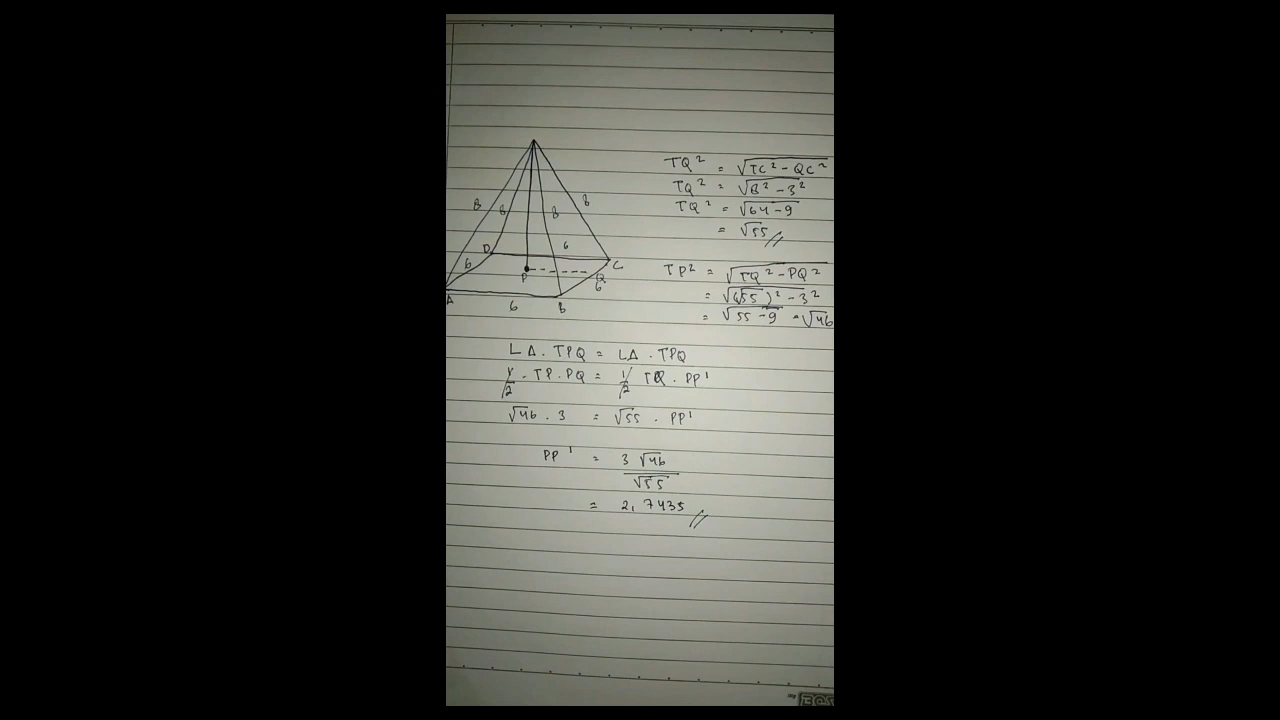 8
8
8
8
D
6
6
C
P
Q
6
A
6
B
TQ² = √TC² - QC²
TQ² = √8² - 3²
TQ² = √64 - 9
= √55 //
TP² = √TQ² - PQ²
= √(√55)² - 3²
= √55 - 9 = √46
L Δ . TPQ = L Δ . TPQ
1/2 . TP . PQ = 1/2 TQ . PP'
√46 . 3 = √55 . PP'
PP' = 3 √46
√55
= 2,7435 //